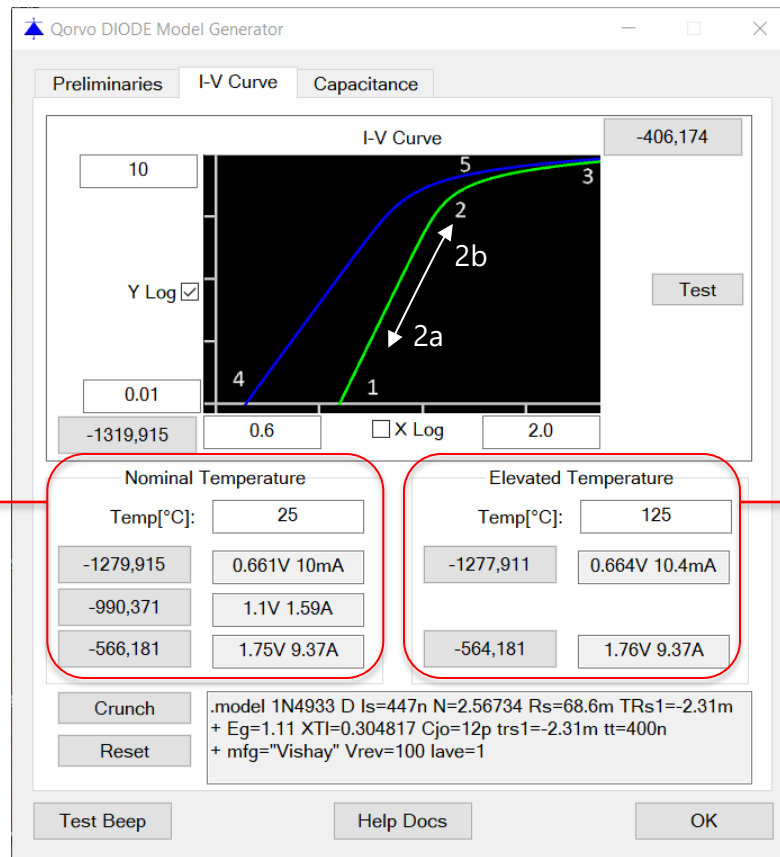 Qorvo DIODE Model Generator
Preliminaries I-V Curve Capacitance
I-V Curve
-406,174
10
5
3
2
2b
Y Log
Test
2a
4
1
0.01
-1319,915
0.6
X Log
2.0
Nominal Temperature
Temp[°C]: 25
-1279,915 0.661V 10mA
-990,371 1.1V 1.59A
-566,181 1.75V 9.37A
Elevated Temperature
Temp[°C]: 125
-1277,911 0.664V 10.4mA
-564,181 1.76V 9.37A
Crunch
Reset
.model 1N4933 D Is=447n N=2.56734 Rs=68.6m TRs1=-2.31m
+ Eg=1.11 XTI=0.304817 Cjo=12p trs1=-2.31m tt=400n
+ mfg="Vishay" Vrev=100 Iave=1
Test Beep
Help Docs
OK